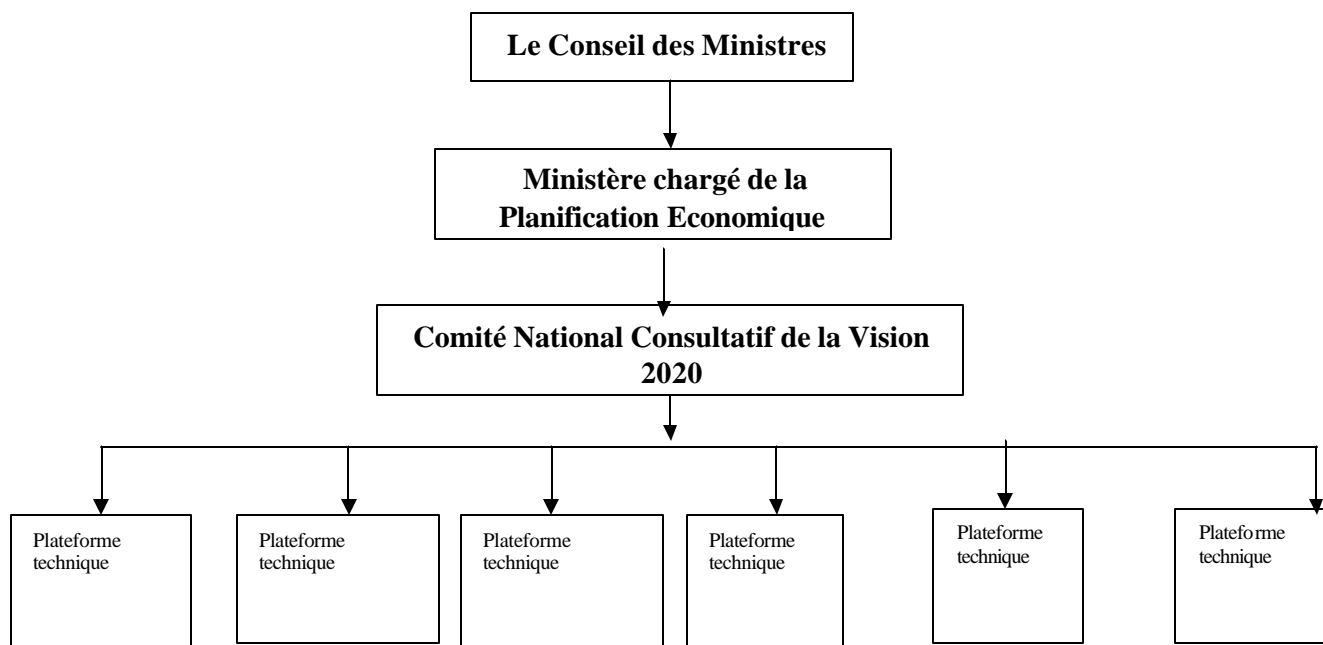 Le Conseil des Ministres
Ministère chargé de la
Planification Economique
Comité National Consultatif de la Vision
2020
Plateforme
technique
Plateforme
technique
Plateforme
technique
Plateforme
technique
Plateforme
technique
Plateforme
technique